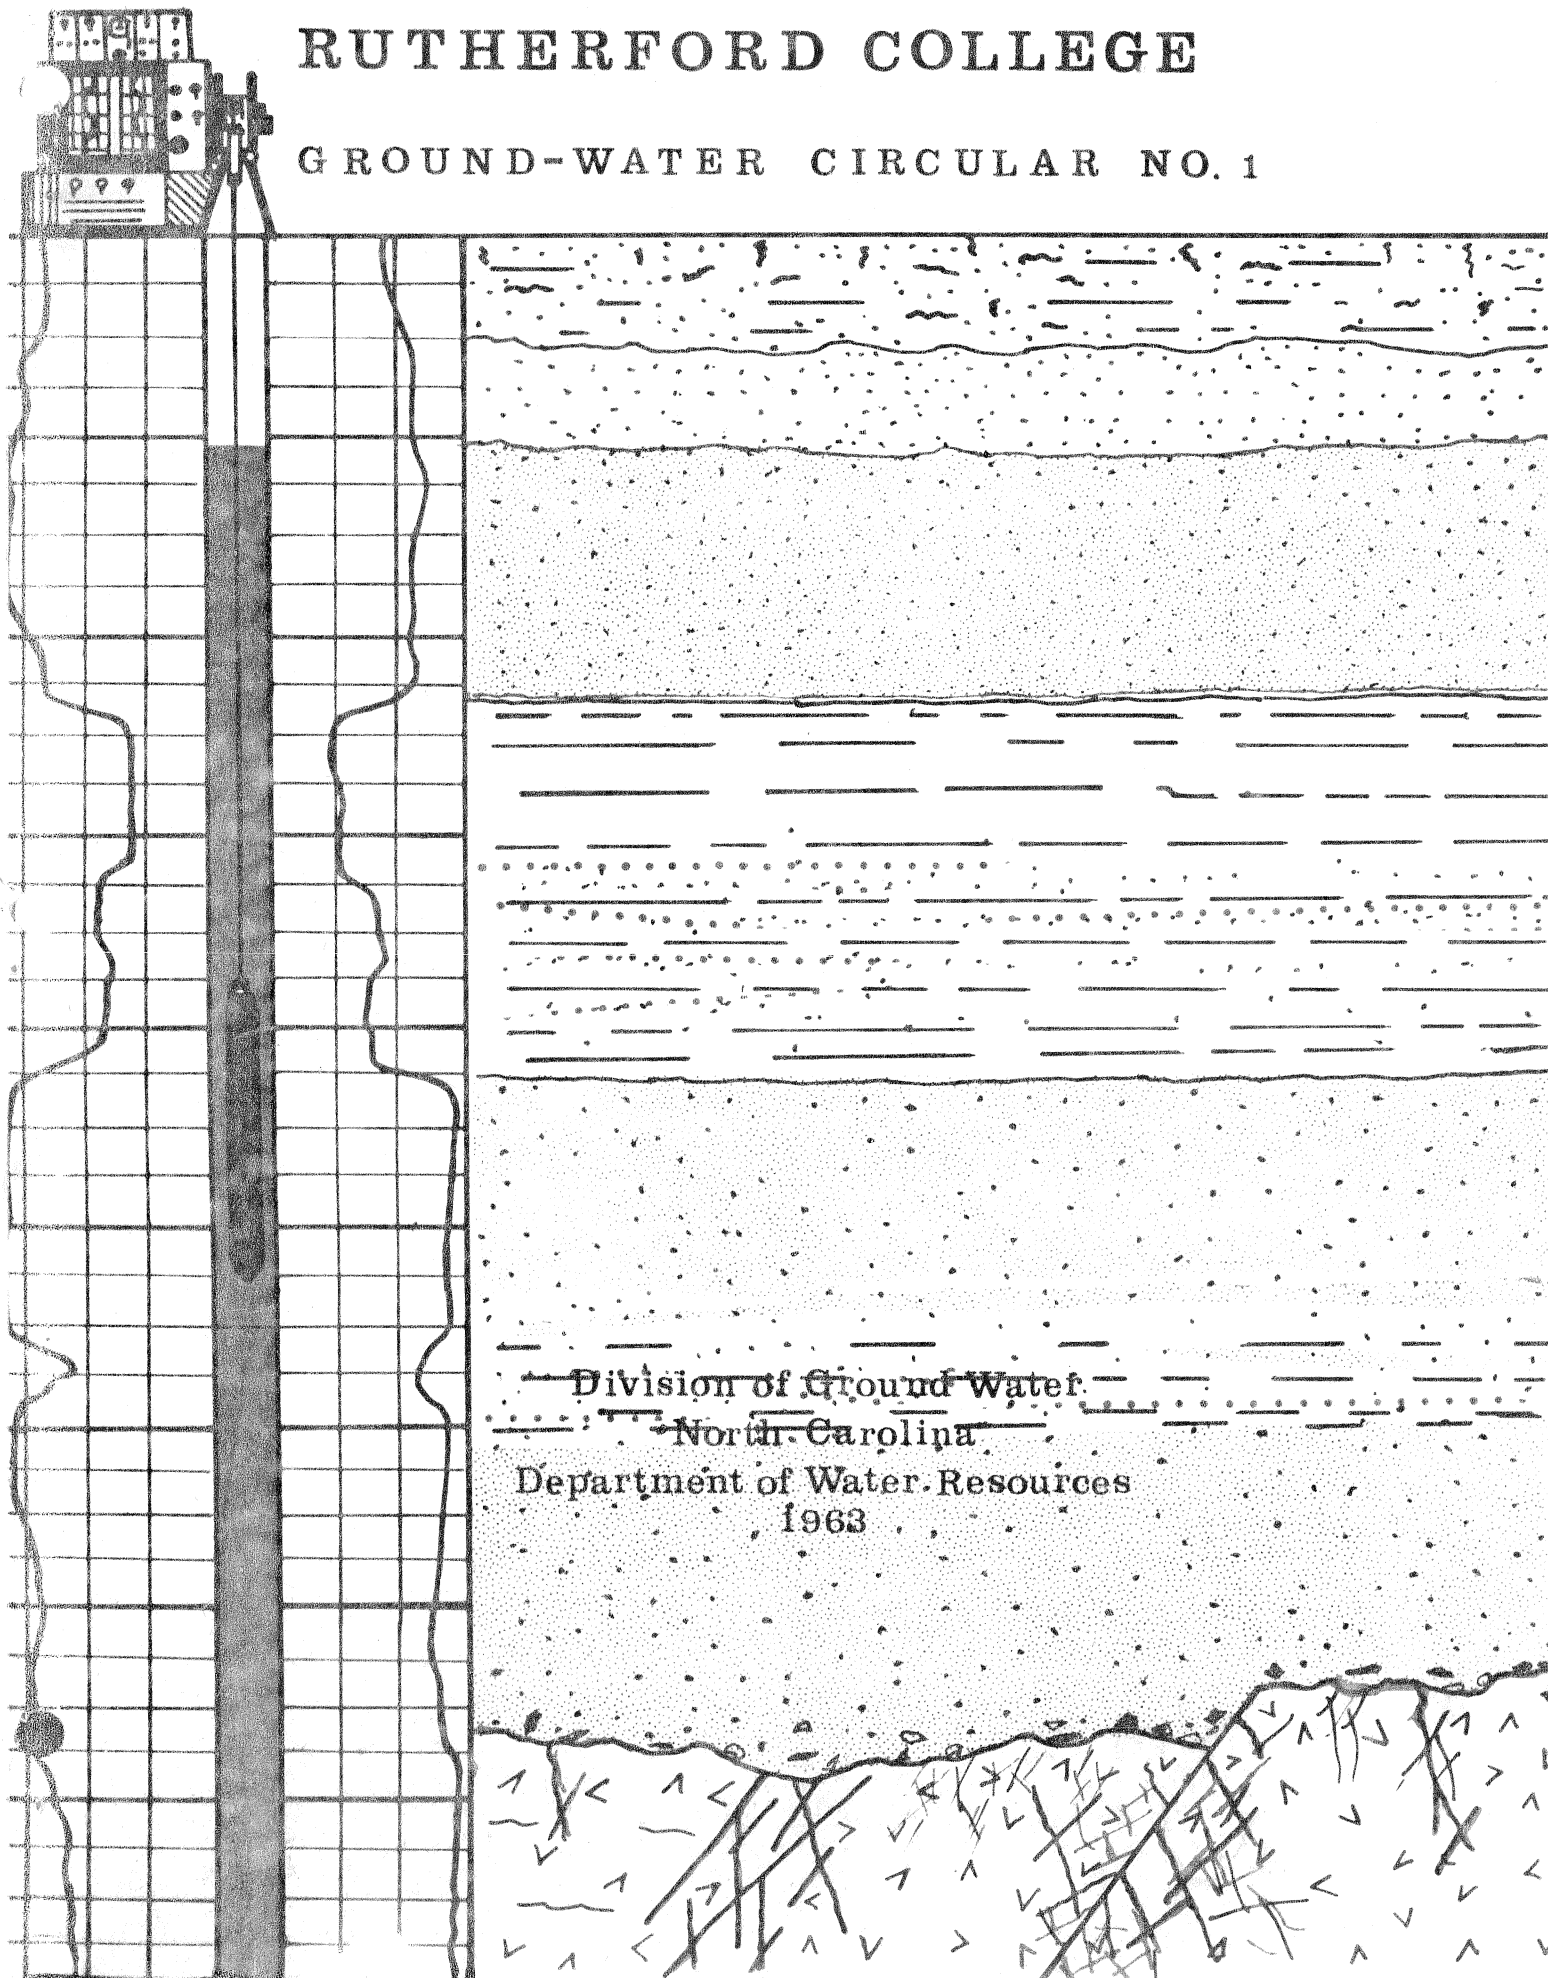 RUTHERFORD COLLEGE
GROUND-WATER CIRCULAR NO. 1
Division of Ground Water
North Carolina
Department of Water Resources
1963